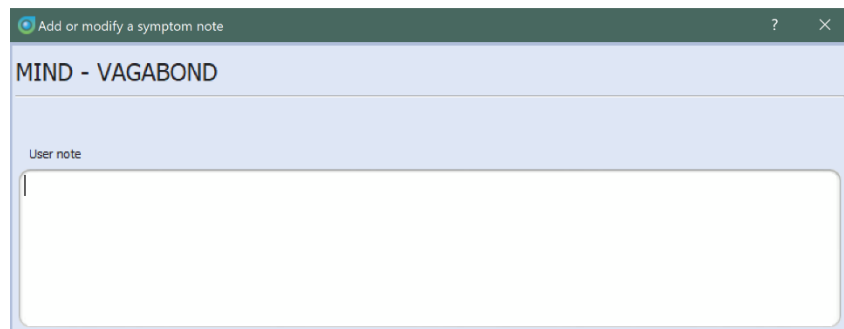 Add or modify a symptom note ?
MIND - VAGABOND
User note